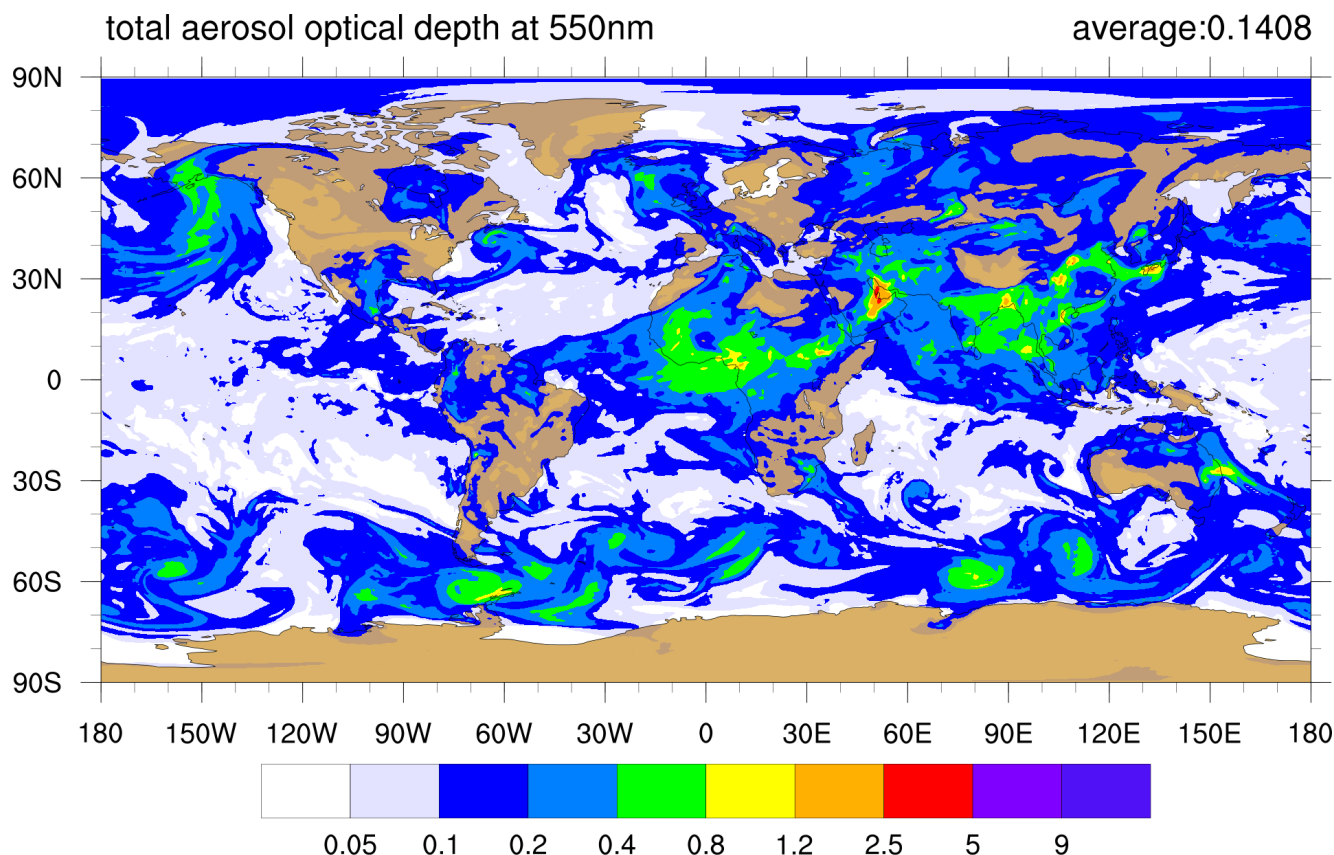 total aerosol optical depth at 550nm average:0.1408
90N
60N
30N
0
30S
60S
90S
180 150W 120W 90W 60W 30W 0 30E 60E 90E 120E 150E 180
0.05 0.1 0.2 0.4 0.8 1.2 2.5 5 9